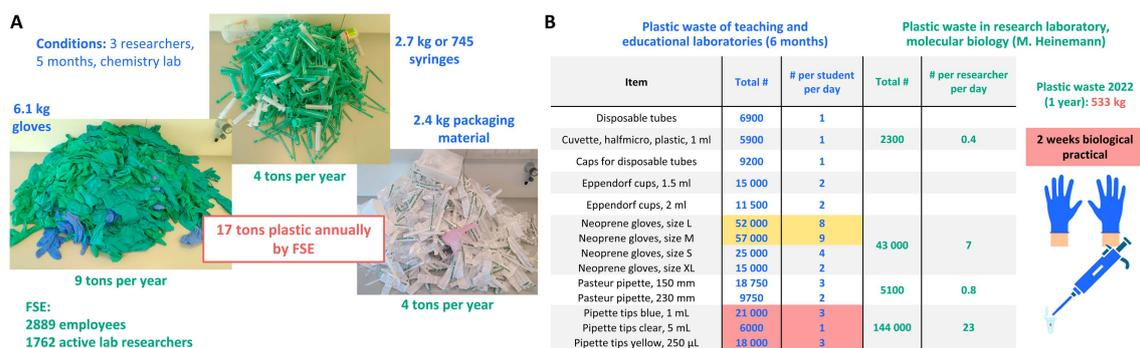 A
Conditions: 3 researchers,
5 months, chemistry lab
2.7 kg or 745
syringes
6.1 kg
gloves
2.4 kg packaging
material
4 tons per year
17 tons plastic annually
by FSE
9 tons per year
4 tons per year
FSE:
2889 employees
1762 active lab researchers
B
Plastic waste of teaching and
educational laboratories (6 months)
Plastic waste in research laboratory,
molecular biology (M. Heinemann)
Item Total # # per student per day Total # # per researcher per day
Disposable tubes 6900 1
Cuvette, halfmicro, plastic, 1 ml 5900 1 2300 0.4
Caps for disposable tubes 9200 1
Eppendorf cups, 1.5 ml 15 000 2
Eppendorf cups, 2 ml 11 500 2
Neoprene gloves, size L 52 000 8
Neoprene gloves, size M 57 000 9
Neoprene gloves, size S 25 000 4
Neoprene gloves, size XL 15 000 2
43 000 7
Pasteur pipette, 150 mm 18 750 3
Pasteur pipette, 230 mm 9750 2
5100 0.8
Pipette tips blue, 1 mL 21 000 3
Pipette tips clear, 5 mL 6000 1
Pipette tips yellow, 250 µL 18 000 3
144 000 23
Plastic waste 2022
(1 year): 533 kg
2 weeks biological
practical